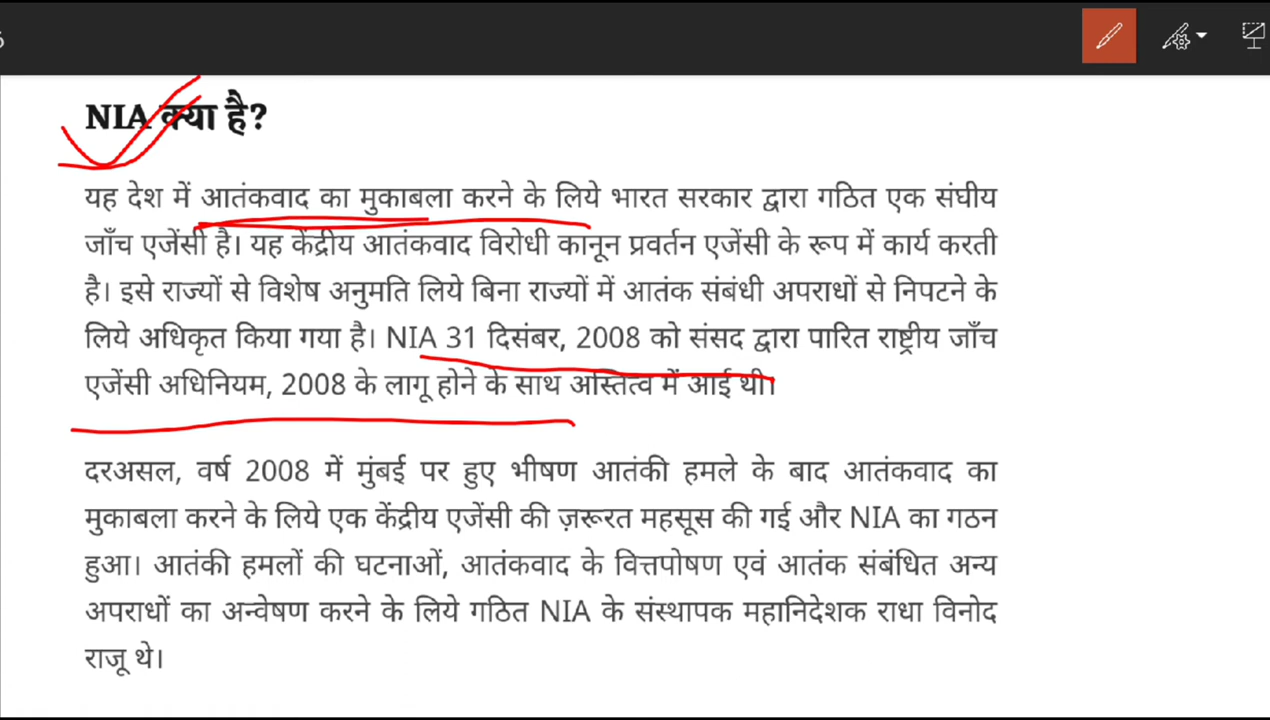 NIA क्या है?
यह देश में आतंकवाद का मुकाबला करने के लिये भारत सरकार द्वारा गठित एक संघीय
जाँच एजेंसी है। यह केंद्रीय आतंकवाद विरोधी कानून प्रवर्तन एजेंसी के रूप में कार्य करती
है। इसे राज्यों से विशेष अनुमति लिये बिना राज्यों में आतंक संबंधी अपराधों से निपटने के
लिये अधिकृत किया गया है। NIA 31 दिसंबर, 2008 को संसद द्वारा पारित राष्ट्रीय जाँच
एजेंसी अधिनियम, 2008 के लागू होने के साथ अस्तित्व में आई थी।
दरअसल, वर्ष 2008 में मुंबई पर हुए भीषण आतंकी हमले के बाद आतंकवाद का
मुकाबला करने के लिये एक केंद्रीय एजेंसी की ज़रूरत महसूस की गई और NIA का गठन
हुआ। आतंकी हमलों की घटनाओं, आतंकवाद के वित्तपोषण एवं आतंक संबंधित अन्य
अपराधों का अन्वेषण करने के लिये गठित NIA के संस्थापक महानिदेशक राधा विनोद
राजू थे।